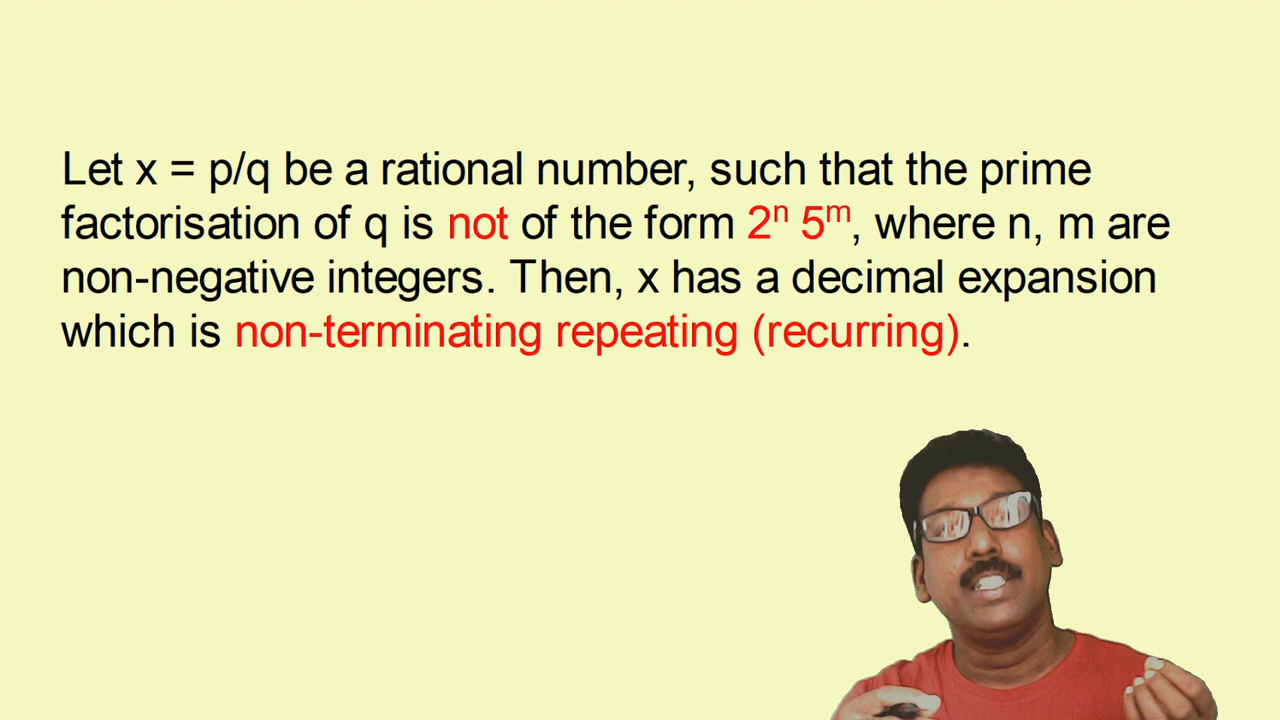 Let x = p/q be a rational number, such that the prime
factorisation of q is not of the form 2ⁿ 5ᵐ, where n, m are
non-negative integers. Then, x has a decimal expansion
which is non-terminating repeating (recurring).